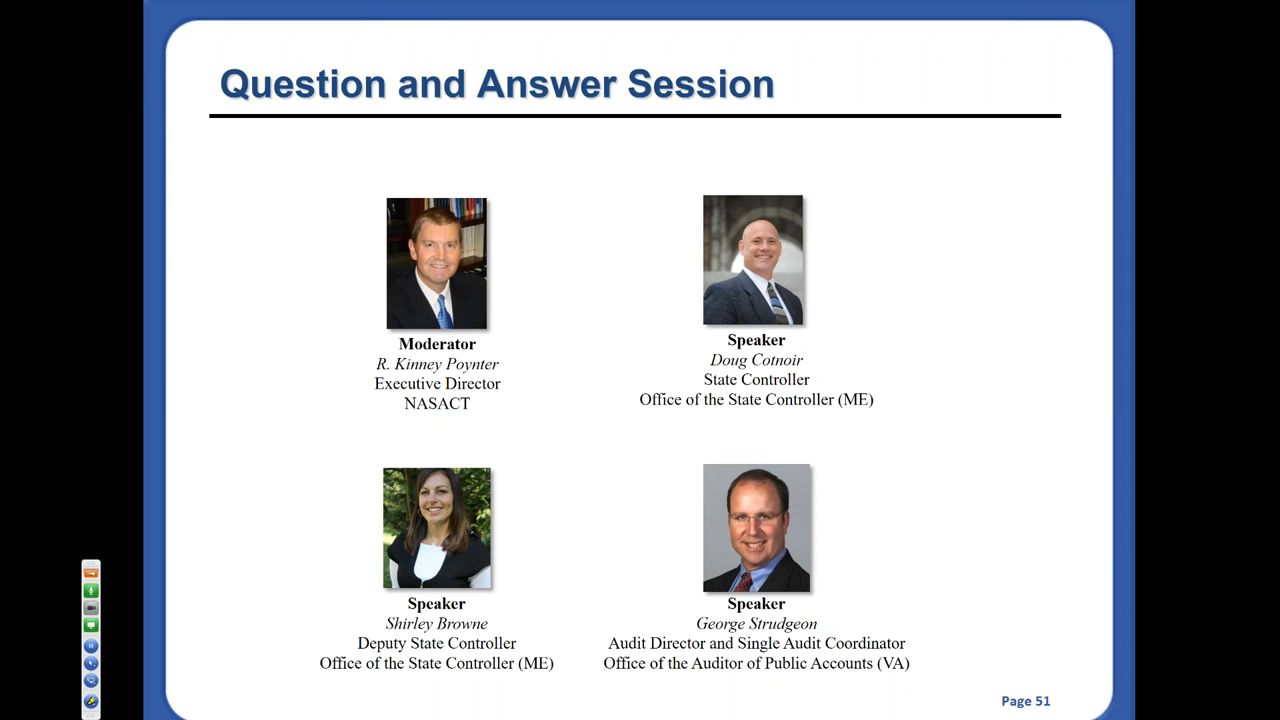 Question and Answer Session
Moderator
R. Kinney Poynter
Executive Director
NASACT
Speaker
Doug Cotnoir
State Controller
Office of the State Controller (ME)
Speaker
Shirley Browne
Deputy State Controller
Office of the State Controller (ME)
Speaker
George Strudgeon
Audit Director and Single Audit Coordinator
Office of the Auditor of Public Accounts (VA)
Page 51